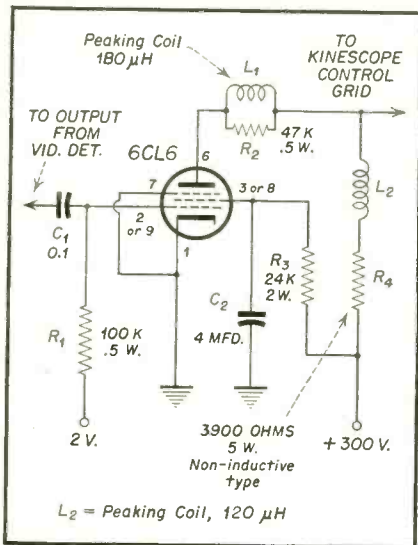 Peaking Coil
180 μH
TO
KINESCOPE
CONTROL
GRID
L1
TO OUTPUT
FROM
VID. DET.
6CL6
6
R2
47 K
.5 W.
7
3 or 8
L2
C1
0.1
2
or 9
1
R3
24 K
2 W.
R4
C2
4 MFD.
R1
100 K
.5 W.
2 V.
3900 OHMS
5 W.
Non-inductive
type
+300 V.
L2 = Peaking Coil, 120 μH